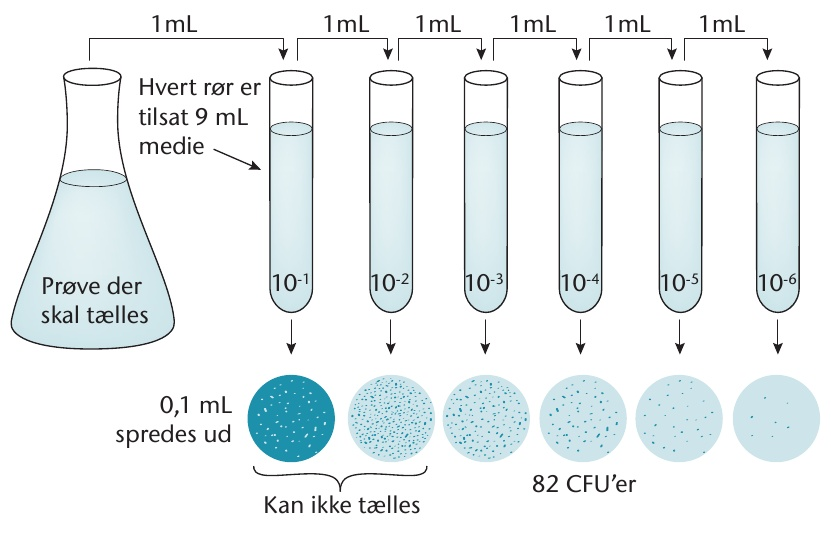 1mL 1mL 1mL 1mL 1mL 1mL
Hvert rør er
tilsat 9 mL
medie
Prøve der
skal tælles
10⁻¹ 10⁻² 10⁻³ 10⁻⁴ 10⁻⁵ 10⁻⁶
0,1 mL
spredes ud
82 CFU’er
Kan ikke tælles